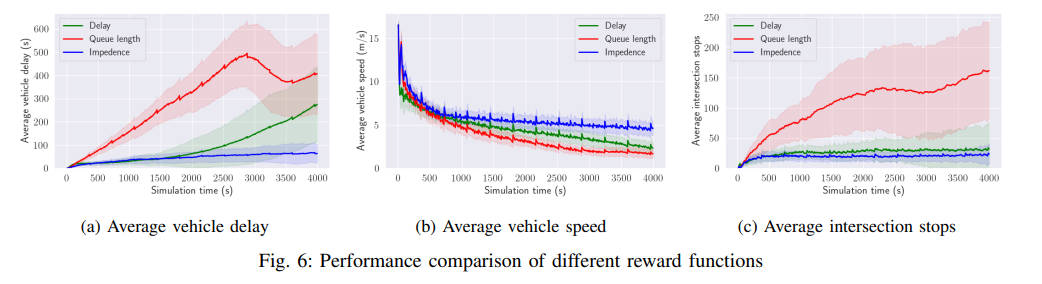 600
500
400
300
200
100
0
Average vehicle delay (s)
Delay
Queue length
Impedence
0 500 1000 1500 2000 2500 3000 3500 4000
Simulation time (s)
(a) Average vehicle delay
15
10
5
0
Average vehicle speed (m/s)
Delay
Queue length
Impedence
0 500 1000 1500 2000 2500 3000 3500 4000
Simulation time (s)
(b) Average vehicle speed
250
200
150
100
50
0
Average intersection stops
Delay
Queue length
Impedence
0 500 1000 1500 2000 2500 3000 3500 4000
Simulation time (s)
(c) Average intersection stops
Fig. 6: Performance comparison of different reward functions